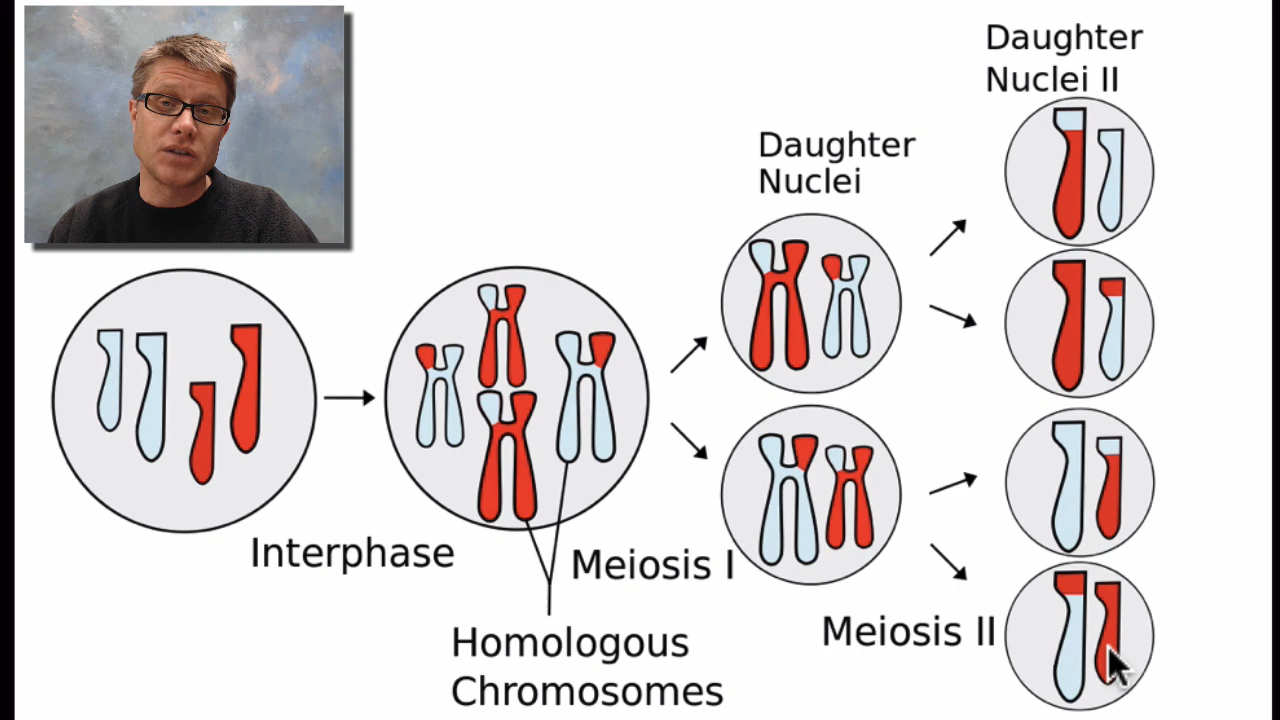 Daughter
Nuclei II
Daughter
Nuclei
Interphase
Meiosis I
Homologous
Chromosomes
Meiosis II